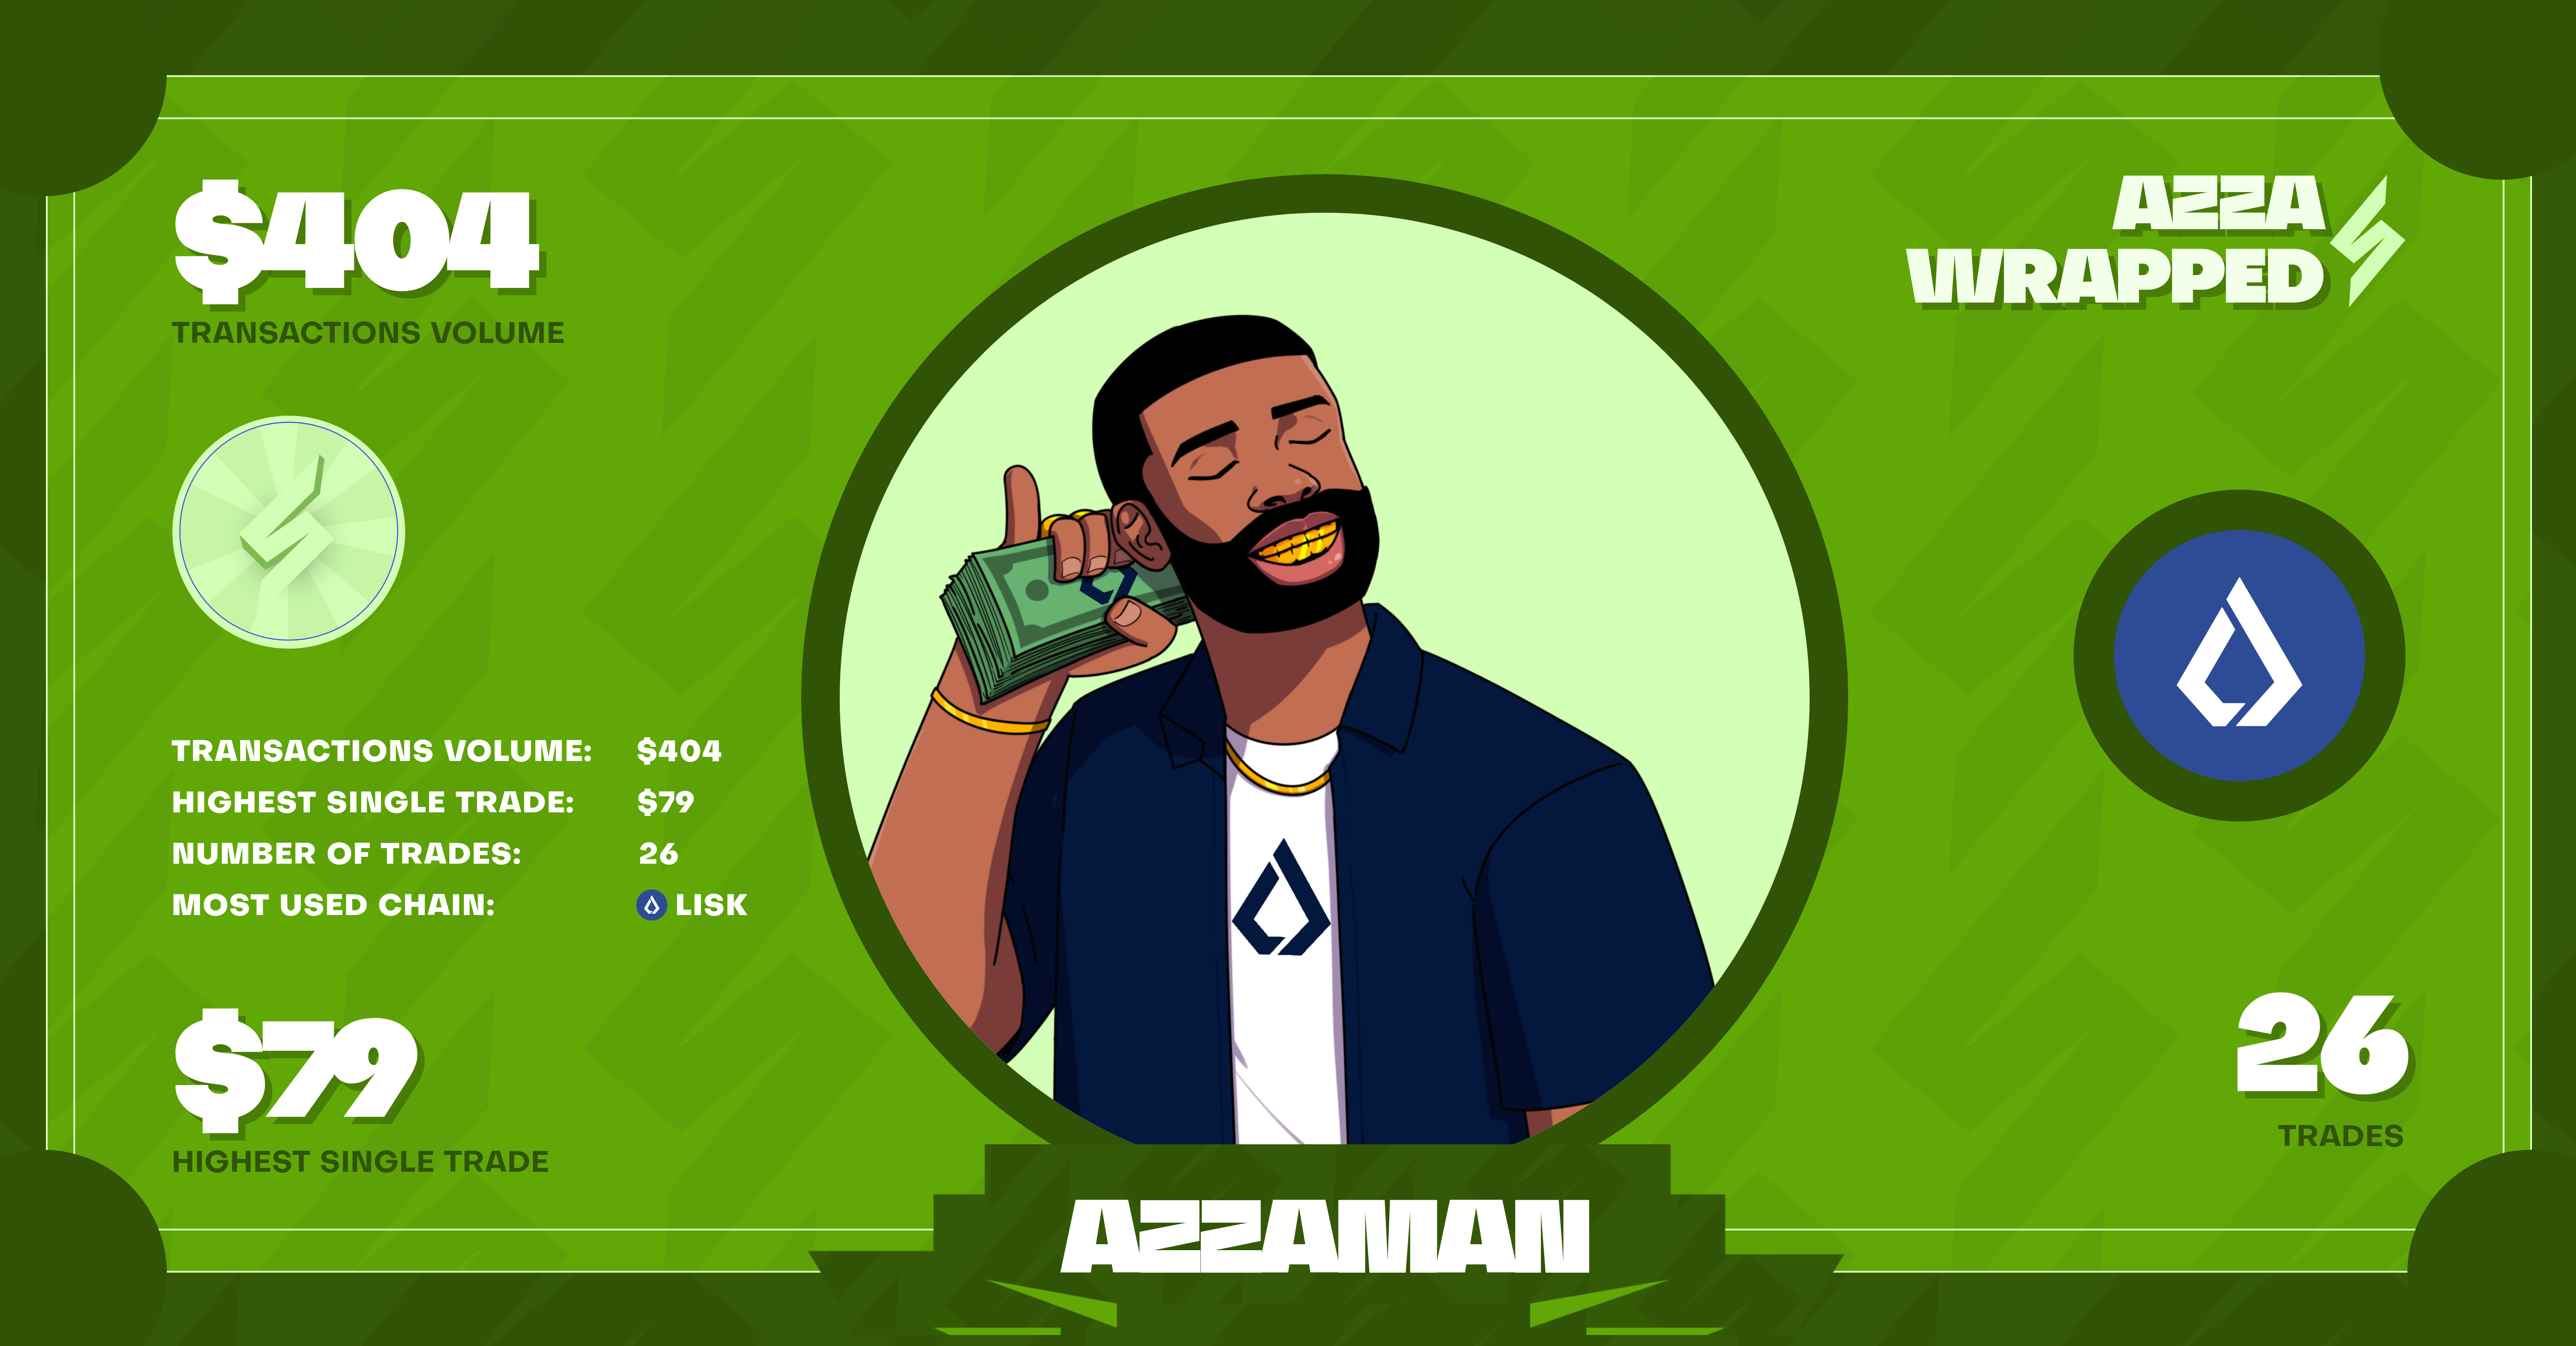 $404
TRANSACTIONS VOLUME
AZZA
WRAPPED
TRANSACTIONS VOLUME: $404
HIGHEST SINGLE TRADE: $79
NUMBER OF TRADES: 26
MOST USED CHAIN: LISK
$79
HIGHEST SINGLE TRADE
26
TRADES
AZZAMAN